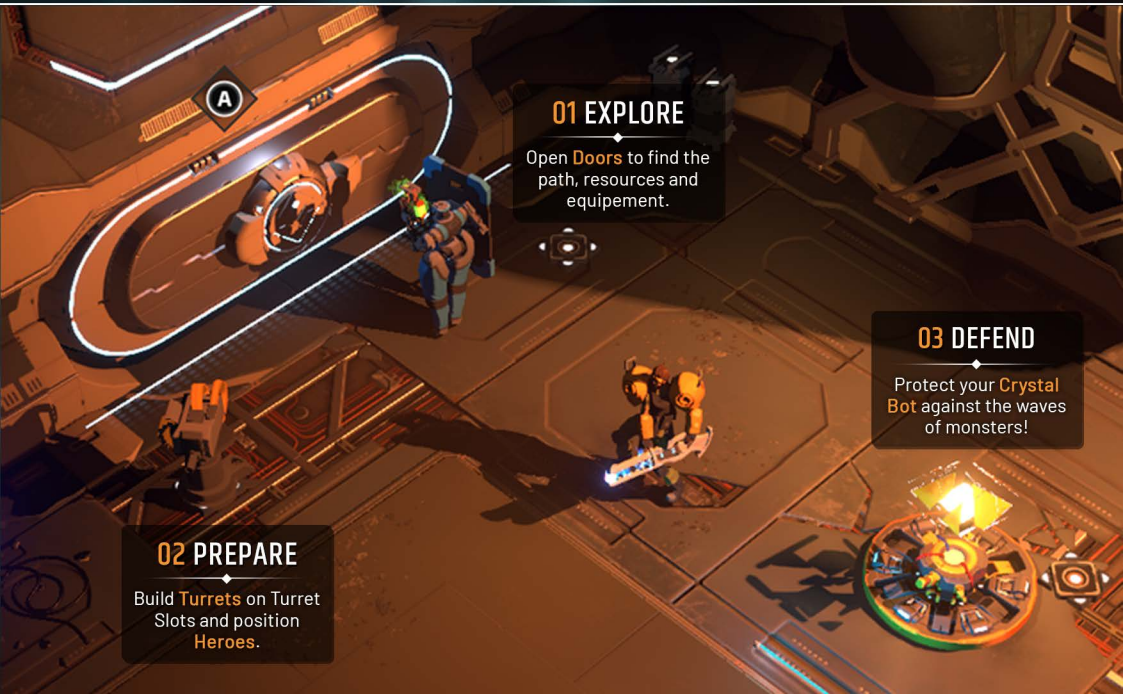 A
01 EXPLORE
Open Doors to find the
path, resources and
equipement.
03 DEFEND
Protect your Crystal
Bot against the waves
of monsters!
02 PREPARE
Build Turrets on Turret
Slots and position
Heroes.